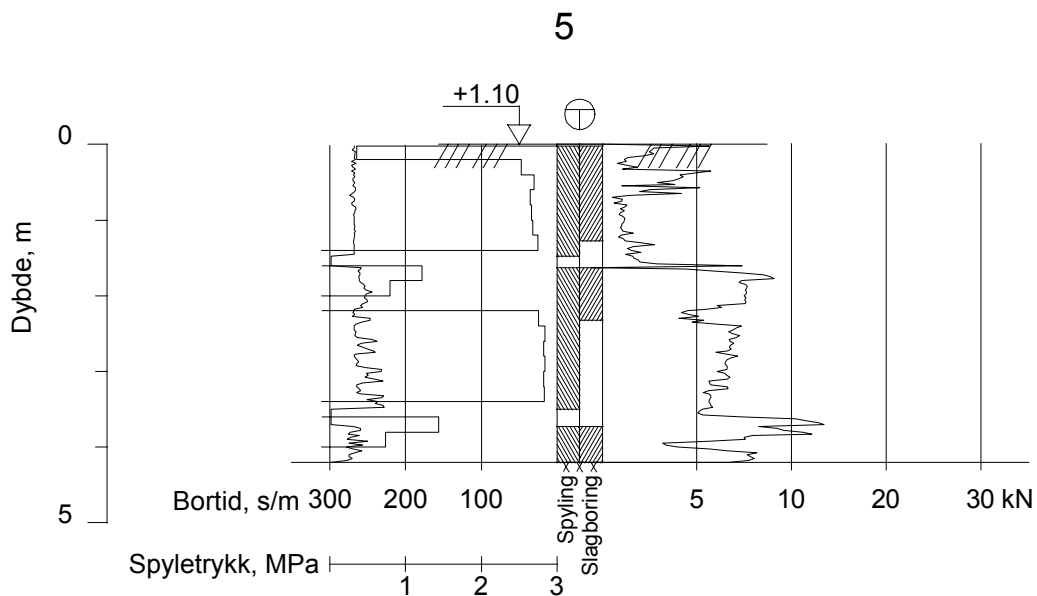 5
+1.10
0
Dybde, m
5
Bortid, s/m 300 200 100
Spyling
Slagboring
5 10 20 30 kN
Spyletrykk, MPa
1 2 3